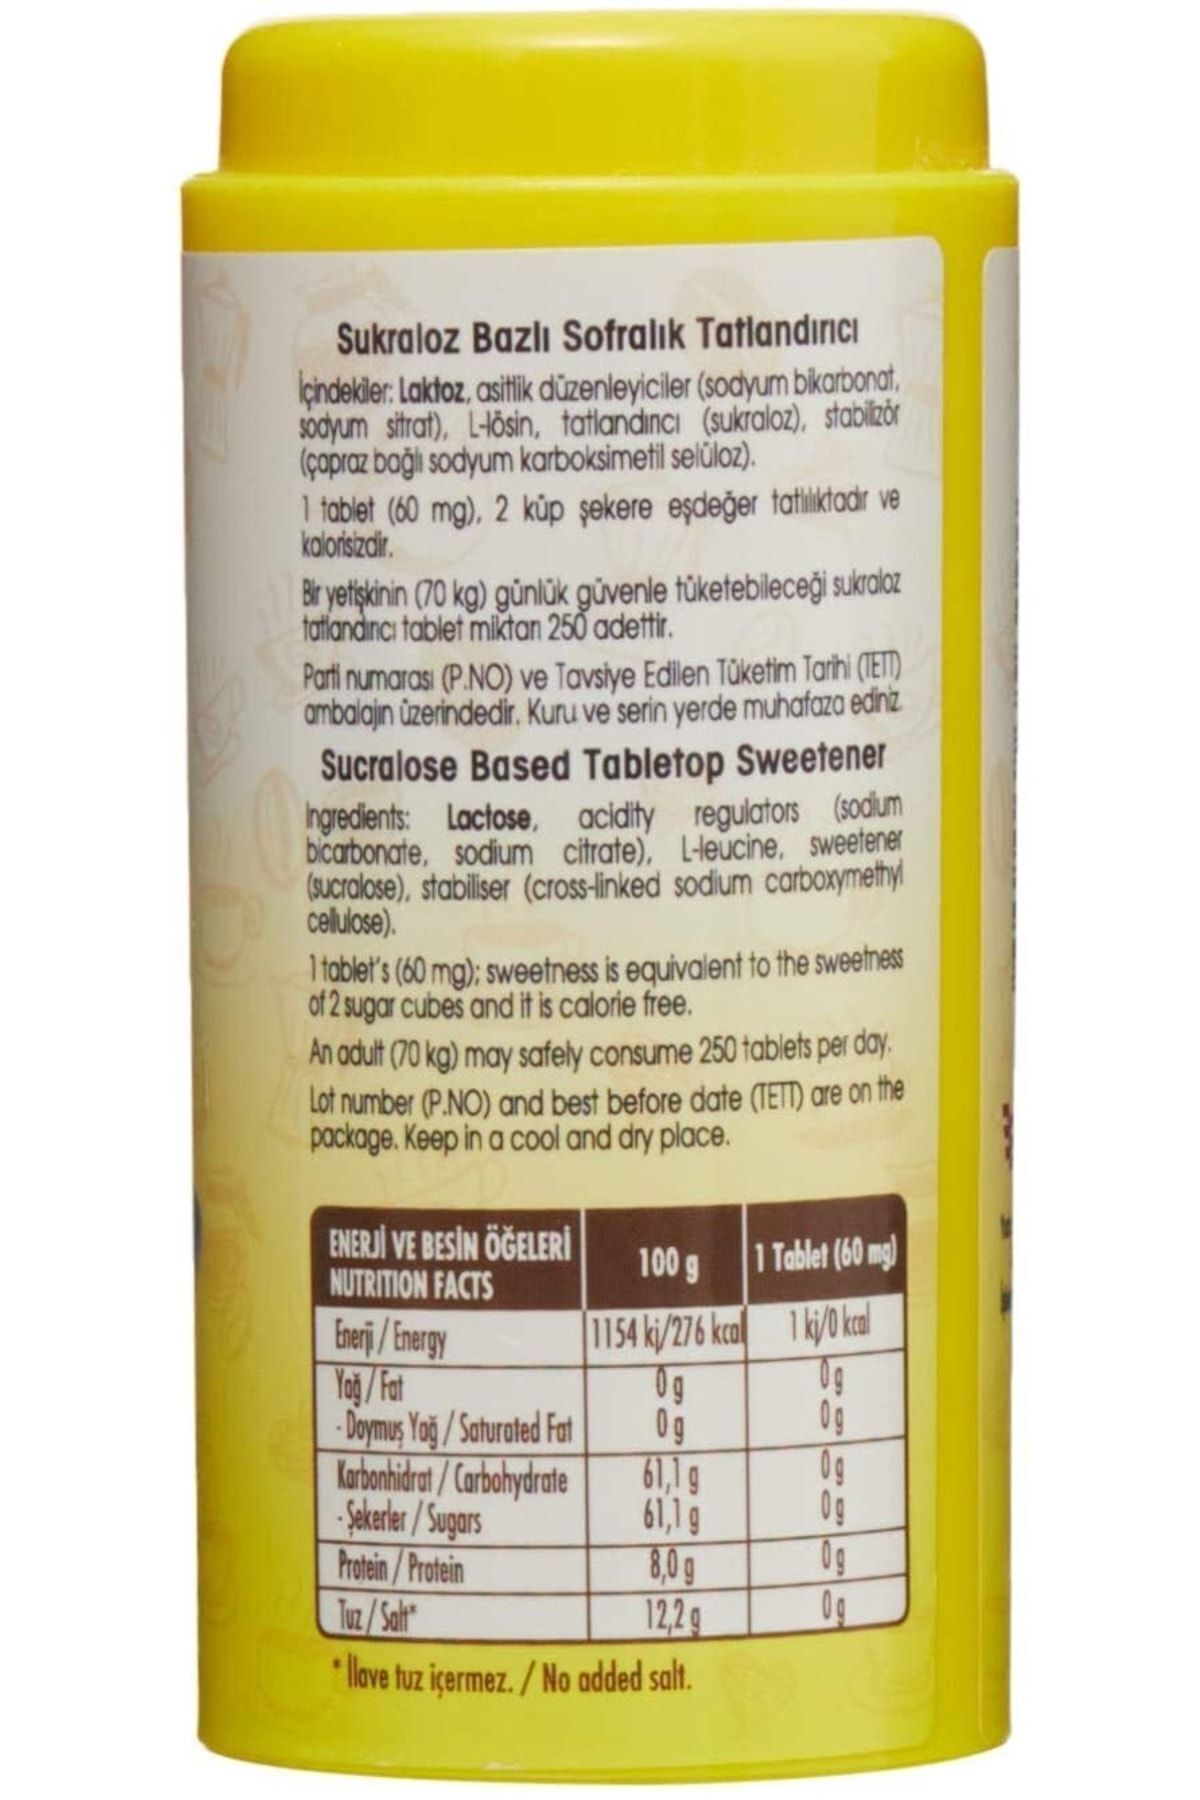 Sukraloz Bazlı Sofralık Tatlandırıcı
İçindekiler: Laktoz, asitlik düzenleyiciler (sodyum bikarbonat,
sodyum sitrat), L-lösin, tatlandırıcı (sukraloz), stabilizör
(çapraz bağlı sodyum karboksimetil selüloz).
1 tablet (60 mg), 2 küp şekere eşdeğer tatlılıktadır ve
kalorisizdir.
Bir yetişkinin (70 kg) günlük güvenle tüketebileceği sukraloz
tatlandırıcı tablet miktarı 250 adettir.
Parti numarası (P.NO) ve Tavsiye Edilen Tüketim Tarihi (TETT)
ambalajın üzerindedir. Kuru ve serin yerde muhafaza ediniz.
Sucralose Based Tabletop Sweetener
Ingredients: Lactose, acidity regulators (sodium
bicarbonate, sodium citrate), L-leucine, sweetener
(sucralose), stabiliser (cross-linked sodium carboxymethyl
cellulose).
1 tablet's (60 mg); sweetness is equivalent to the sweetness
of 2 sugar cubes and it is calorie free.
An adult (70 kg) may safely consume 250 tablets per day.
Lot number (P.NO) and best before date (TETT) are on the
package. Keep in a cool and dry place.
ENERJİ VE BESİN ÖĞELERİ
NUTRITION FACTS 100 g 1 Tablet (60 mg)
Enerji / Energy 1154 kj/276 kcal 1 kj/0 kcal
Yağ / Fat 0 g 0 g
- Doymuş Yağ / Saturated Fat 0 g 0 g
Karbonhidrat / Carbohydrate 61,1 g 0 g
- Şekerler / Sugars 61,1 g 0 g
Protein / Protein 8,0 g 0 g
Tuz / Salt* 12,2 g 0 g
* İlave tuz içermez. / No added salt.